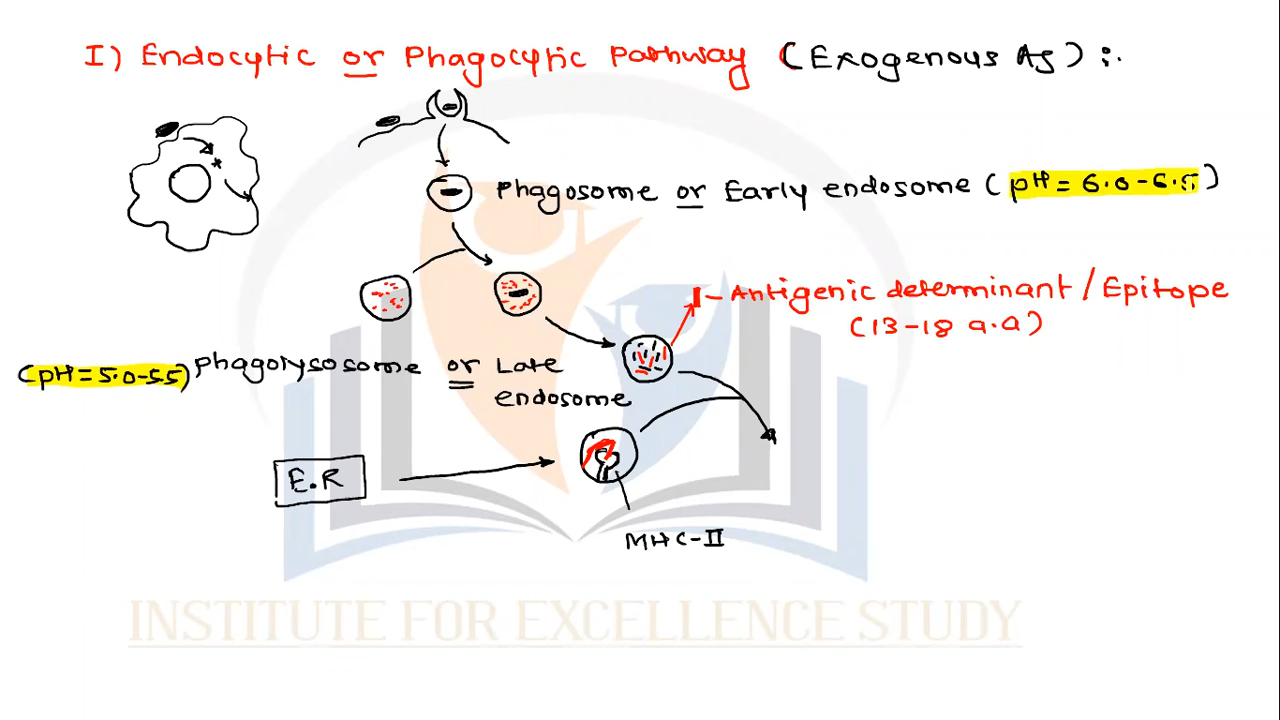 I) Endocytic or Phagocytic Pathway (Exogenous Ag) :-
Phagosome or Early endosome (pH = 6.0-6.5)
1- Antigenic determinant / Epitope
(13-18 a.a)
(pH=5.0-5.5) Phagolysosome or Late
endosome
E.R
MHC-II
INSTITUTE FOR EXCELLENCE STUDY